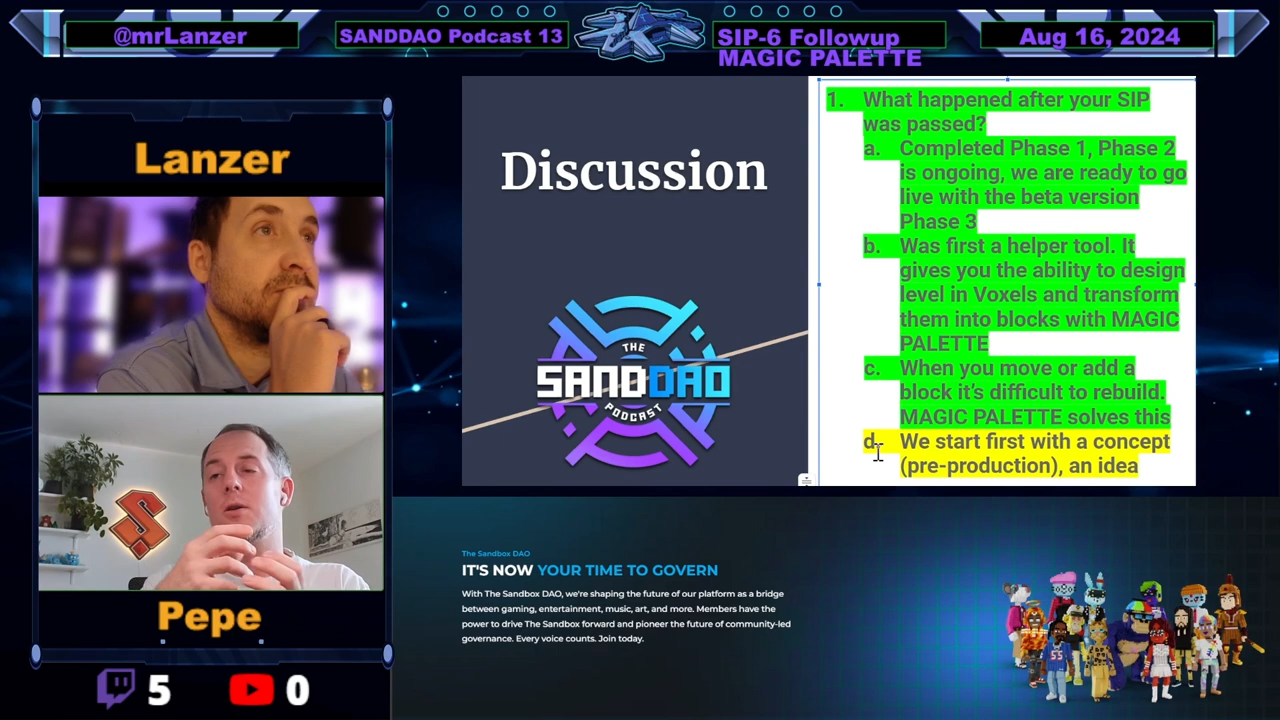 @mrLanzer
SANDDAO Podcast 13
SIP-6 Followup
MAGIC PALETTE
Aug 16, 2024
Lanzer
Pepe
5
0
Discussion
THE
SANDDAO
PODCAST
1. What happened after your SIP
was passed?
a. Completed Phase 1, Phase 2
is ongoing, we are ready to go
live with the beta version
Phase 3
b. Was first a helper tool. It
gives you the ability to design
level in Voxels and transform
them into blocks with MAGIC
PALETTE
c. When you move or add a
block it's difficult to rebuild.
MAGIC PALETTE solves this
d. We start first with a concept
(pre-production), an idea
The Sandbox DAO
IT'S NOW YOUR TIME TO GOVERN
With The Sandbox DAO, we're shaping the future of our platform as a bridge
between gaming, entertainment, music, art, and more. Members have the
power to drive The Sandbox forward and pioneer the future of community-led
governance. Every voice counts. Join today.